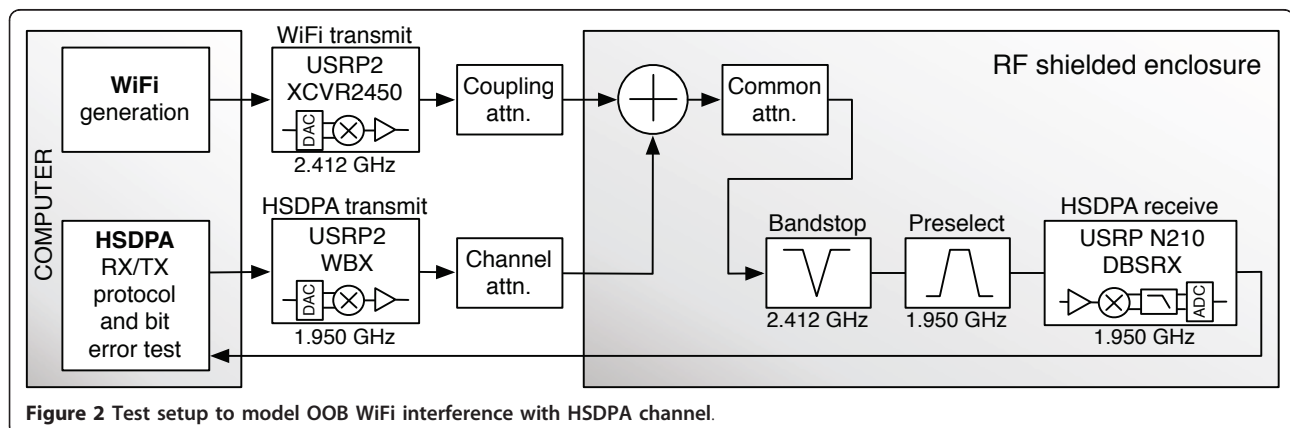 COMPUTER
WiFi
generation
WiFi transmit
USRP2
XCVR2450
DAC
2.412 GHz
Coupling
attn.
Common
attn.
RF shielded enclosure
HSDPA
RX/TX
protocol
and bit
error test
HSDPA transmit
USRP2
WBX
DAC
1.950 GHz
Channel
attn.
Bandstop
2.412 GHz
Preselect
1.950 GHz
HSDPA receive
USRP N210
DBSRX
ADC
1.950 GHz
Figure 2 Test setup to model OOB WiFi interference with HSDPA channel.